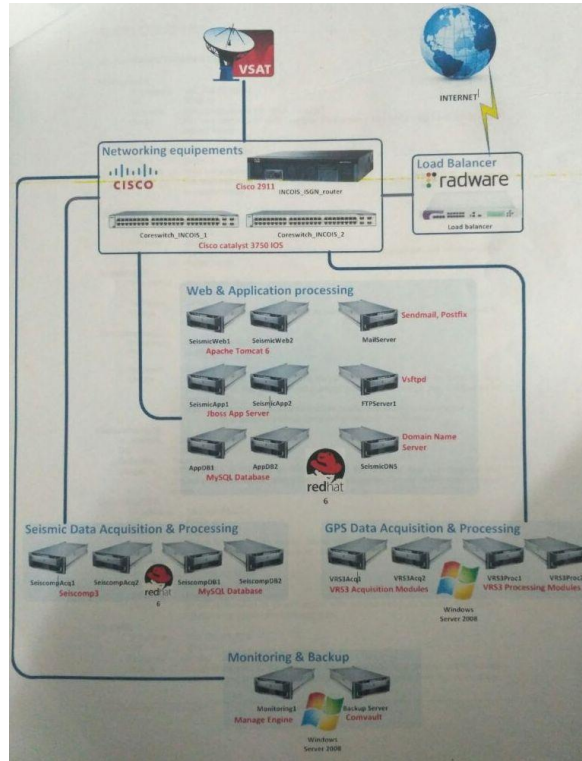 VSAT
INTERNET
Networking equipements
CISCO
Cisco 2911
INCOIS_ISGN_router
Coreswitch_INCOIS_1
Coreswitch_INCOIS_2
Cisco catalyst 3750 IOS
Load Balancer
radware
Load balancer
Web & Application processing
SeismicWeb1
SeismicWeb2
Apache Tomcat 6
MailServer
Sendmail, Postfix
SeismicApp1
SeismicApp2
Jboss App Server
FTPServer1
Vsftpd
AppDB1
AppDB2
MySQL Database
SeismicDNS
Domain Name
Server
redhat
6
Seismic Data Acquisition & Processing
SeiscompAcq1
SeiscompAcq2
Seiscomp3
redhat
6
SeiscompDB1
SeiscompDB2
MySQL Database
GPS Data Acquisition & Processing
VRS3Acq1
VRS3Acq2
VRS3 Acquisition Modules
VRS3Proc1
VRS3 Processing Modules
Windows
Server 2008
Monitoring & Backup
Monitoring1
Manage Engine
Backup Server
Comvault
Windows
Server 2008